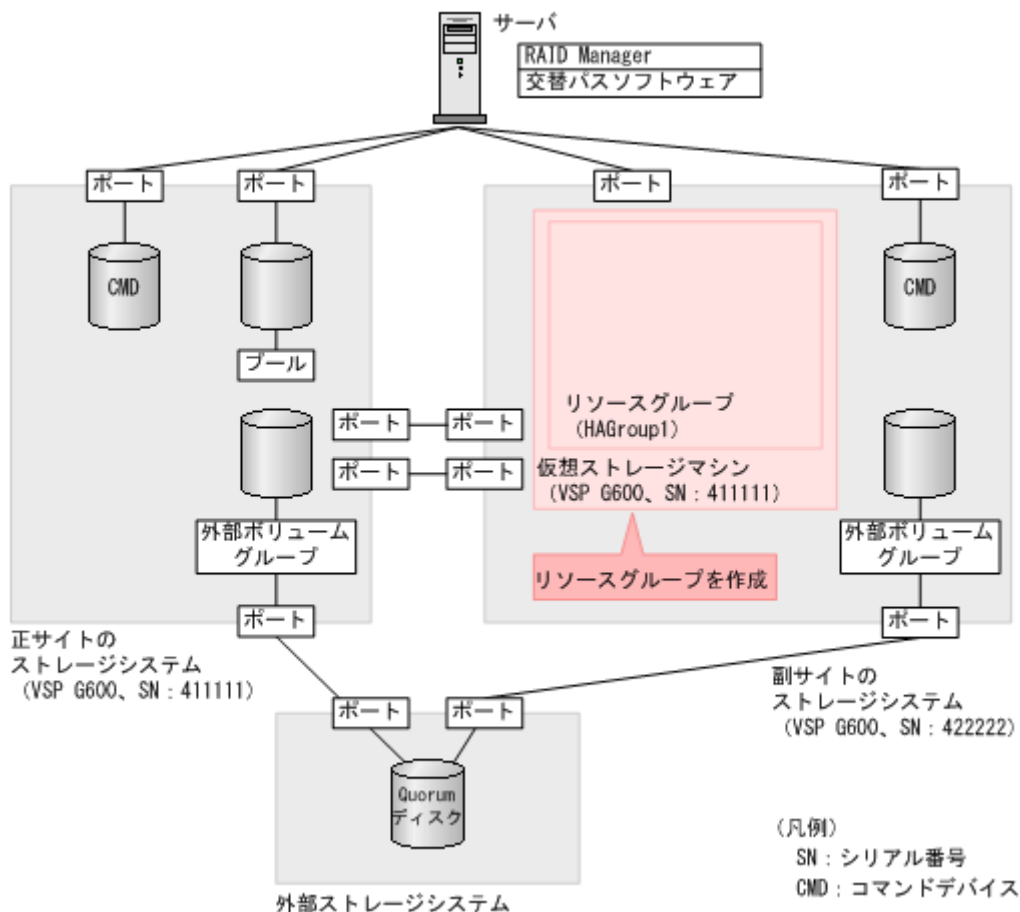 サーバ
RAID Manager
交替パスソフトウェア
ポート
ポート
ポート
ポート
CMD
CMD
プール
リソースグループ
(HAGroup1)
ポート
ポート
ポート
ポート
仮想ストレージマシン
(VSP G600、SN:411111)
外部ボリューム
グループ
リソースグループを作成
外部ボリューム
グループ
ポート
ポート
正サイトの
ストレージシステム
(VSP G600、SN:411111)
副サイトの
ストレージシステム
(VSP G600、SN:422222)
ポート
ポート
Quorum
ディスク
外部ストレージシステム
(凡例)
SN:シリアル番号
CMD:コマンドデバイス